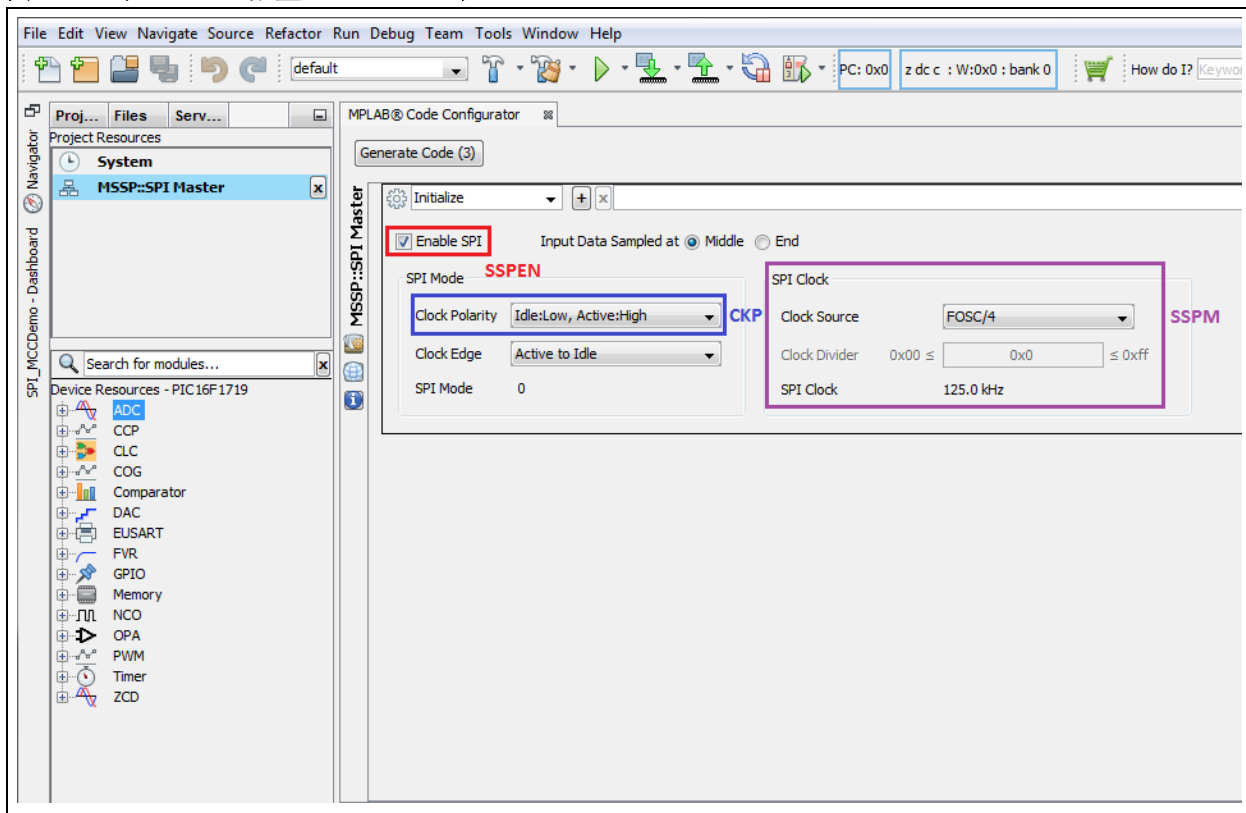 File Edit View Navigate Source Refactor Run Debug Team Tools Window Help
default
PC: 0x0
z dc c : W:0x0 : bank 0
How do I?
Proj... Files Serv...
Project Resources
System
MSSP::SPI Master
x
Navigator
SPI_MCCDemo - Dashboard
Search for modules...
x
Device Resources - PIC16F1719
ADC
CCP
CLC
COG
Comparator
DAC
EUSART
FVR
GPIO
Memory
NCO
OPA
PWM
Timer
ZCD
MPLAB® Code Configurator
Generate Code (3)
MSSP::SPI Master
Initialize + x
Enable SPI Input Data Sampled at Middle End
SSPEN
SPI Mode
Clock Polarity Idle:Low, Active:High CKP
Clock Edge Active to Idle
SPI Mode 0
SPI Clock
Clock Source FOSC/4 SSPM
Clock Divider 0x00 ≤ 0x0 ≤ 0xff
SPI Clock 125.0 kHz